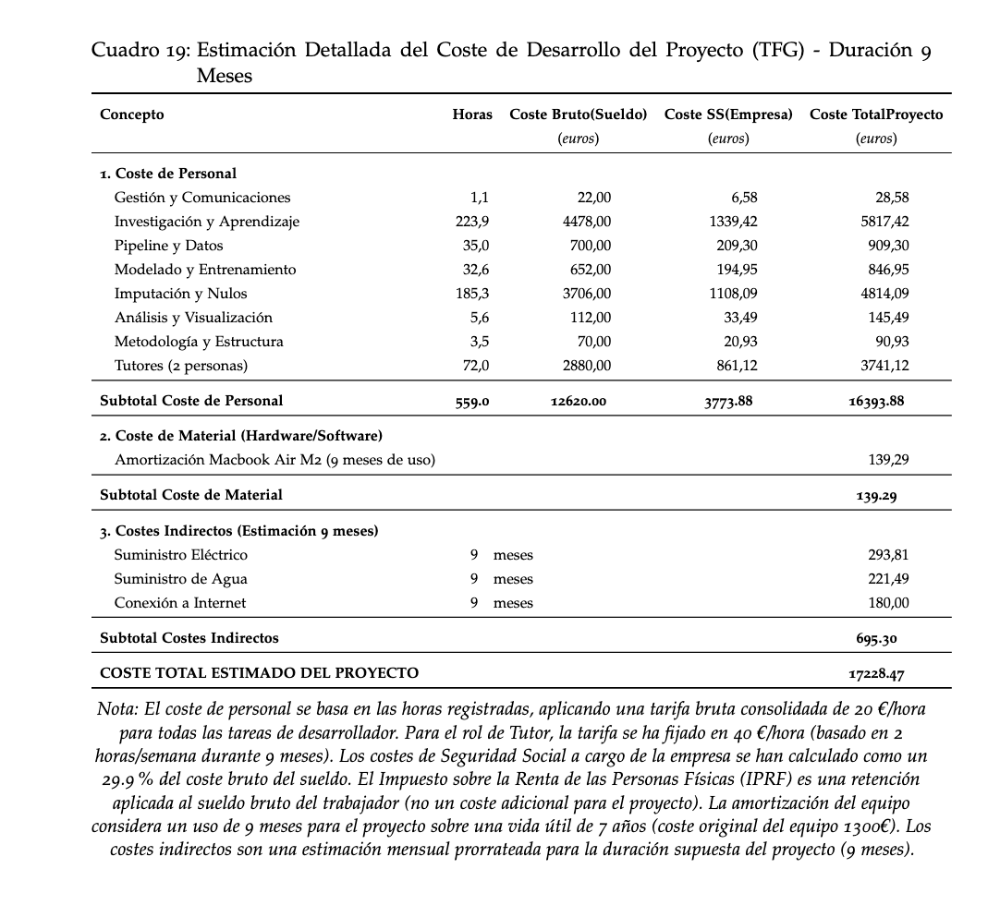 Cuadro 19: Estimación Detallada del Coste de Desarrollo del Proyecto (TFG) - Duración 9
Meses
Concepto Horas Coste Bruto(Sueldo) Coste SS(Empresa) Coste TotalProyecto
(euros) (euros) (euros)
1. Coste de Personal
Gestión y Comunicaciones 1,1 22,00 6,58 28,58
Investigación y Aprendizaje 223,9 4478,00 1339,42 5817,42
Pipeline y Datos 35,0 700,00 209,30 909,30
Modelado y Entrenamiento 32,6 652,00 194,95 846,95
Imputación y Nulos 185,3 3706,00 1108,09 4814,09
Análisis y Visualización 5,6 112,00 33,49 145,49
Metodología y Estructura 3,5 70,00 20,93 90,93
Tutores (2 personas) 72,0 2880,00 861,12 3741,12
Subtotal Coste de Personal 559.0 12620.00 3773.88 16393.88
2. Coste de Material (Hardware/Software)
Amortización Macbook Air M2 (9 meses de uso) 139,29
Subtotal Coste de Material 139.29
3. Costes Indirectos (Estimación 9 meses)
Suministro Eléctrico 9 meses 293,81
Suministro de Agua 9 meses 221,49
Conexión a Internet 9 meses 180,00
Subtotal Costes Indirectos 695.30
COSTE TOTAL ESTIMADO DEL PROYECTO 17228.47
Nota: El coste de personal se basa en las horas registradas, aplicando una tarifa bruta consolidada de 20 €/hora
para todas las tareas de desarrollador. Para el rol de Tutor, la tarifa se ha fijado en 40 €/hora (basado en 2
horas/semana durante 9 meses). Los costes de Seguridad Social a cargo de la empresa se han calculado como un
29.9 % del coste bruto del sueldo. El Impuesto sobre la Renta de las Personas Físicas (IPRF) es una retención
aplicada al sueldo bruto del trabajador (no un coste adicional para el proyecto). La amortización del equipo
considera un uso de 9 meses para el proyecto sobre una vida útil de 7 años (coste original del equipo 1300€). Los
costes indirectos son una estimación mensual prorrateada para la duración supuesta del proyecto (9 meses).